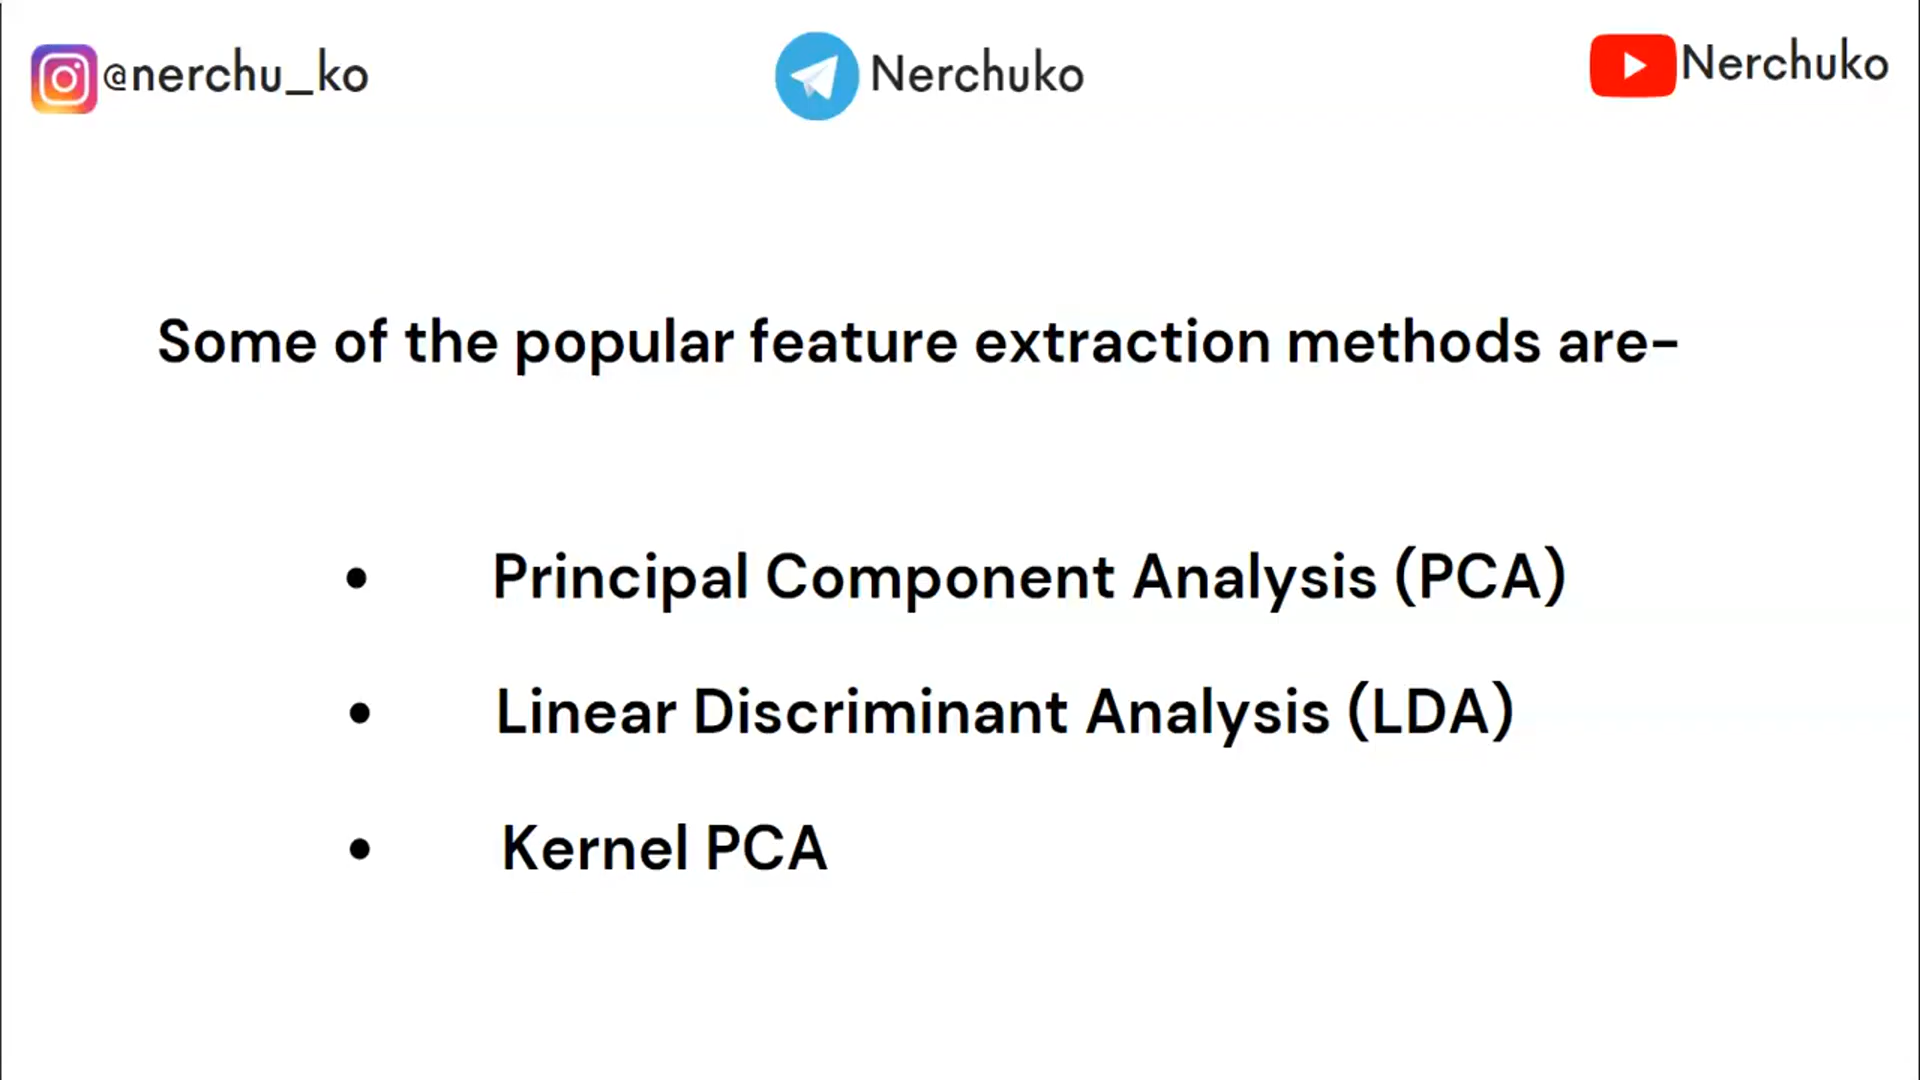 @nerchu_ko
Nerchuko
Nerchuko
Some of the popular feature extraction methods are-
• Principal Component Analysis (PCA)
• Linear Discriminant Analysis (LDA)
• Kernel PCA